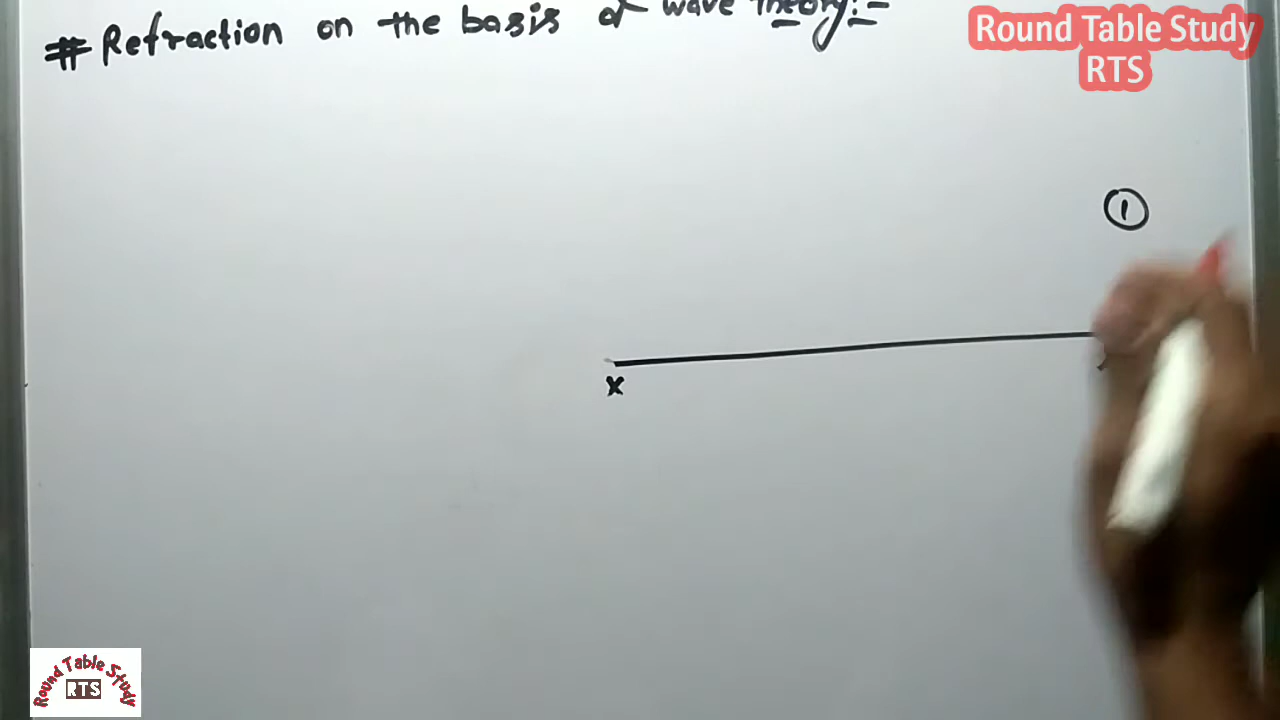 # Refraction on the basis of wave theory:-
Round Table Study
RTS
①
x
Round Table Study
RTS